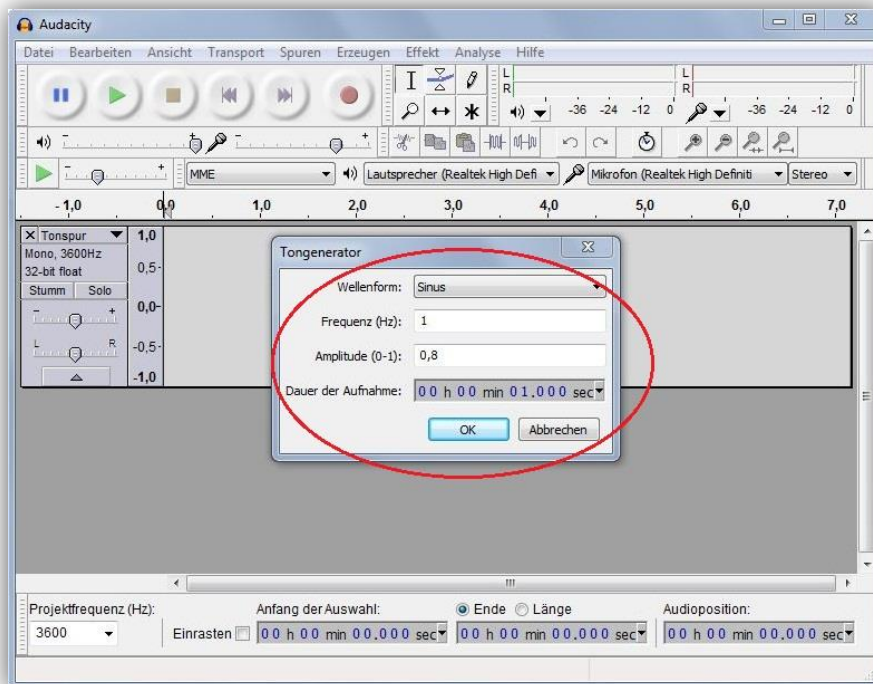 Audacity
Datei Bearbeiten Ansicht Transport Spuren Erzeugen Effekt Analyse Hilfe
L
R
-36 -24 -12 0
L
R
-36 -24 -12 0
MME
Lautsprecher (Realtek High Defi
Mikrofon (Realtek High Definiti
Stereo
- 1,0 0,0 1,0 2,0 3,0 4,0 5,0 6,0 7,0
X Tonspur
Mono, 3600Hz
32-bit float
Stumm Solo
- +
L R
1,0
0,5-
0,0-
-0,5-
-1,0
Tongenerator
Wellenform: Sinus
Frequenz (Hz): 1
Amplitude (0-1): 0,8
Dauer der Aufnahme: 00 h 00 min 01.000 sec
OK Abbrechen
Projektfrequenz (Hz): Anfang der Auswahl: Ende Länge Audioposition:
3600 Einrasten 00 h 00 min 00.000 sec 00 h 00 min 00.000 sec 00 h 00 min 00.000 sec